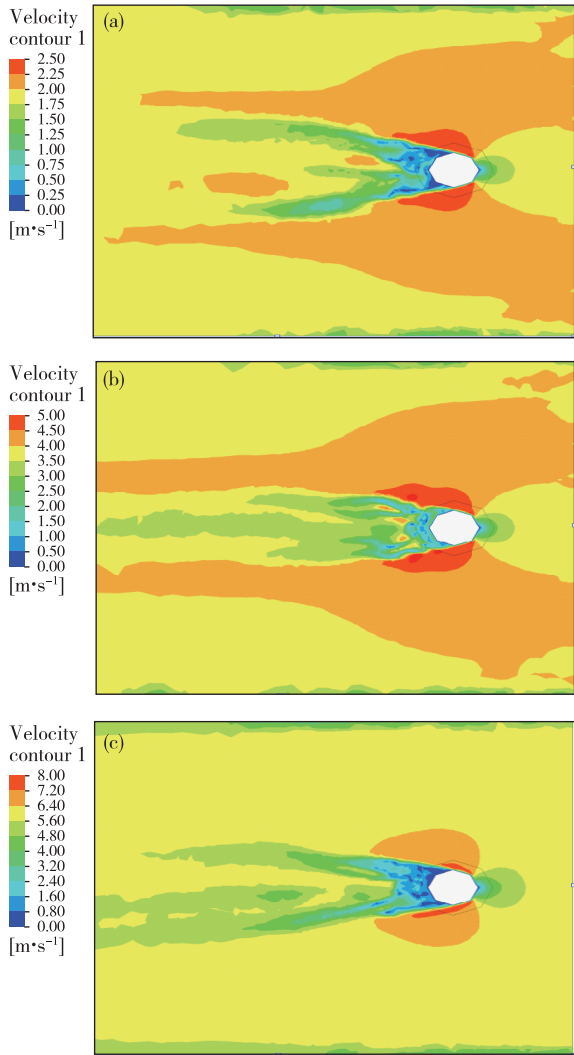 Velocity
contour 1
2.50
2.25
2.00
1.75
1.50
1.25
1.00
0.75
0.50
0.25
0.00
[m•s⁻¹]
(a)
Velocity
contour 1
5.00
4.50
4.00
3.50
3.00
2.50
2.00
1.50
1.00
0.50
0.00
[m•s⁻¹]
(b)
Velocity
contour 1
8.00
7.20
6.40
5.60
4.80
4.00
3.20
2.40
1.60
0.80
0.00
[m•s⁻¹]
(c)